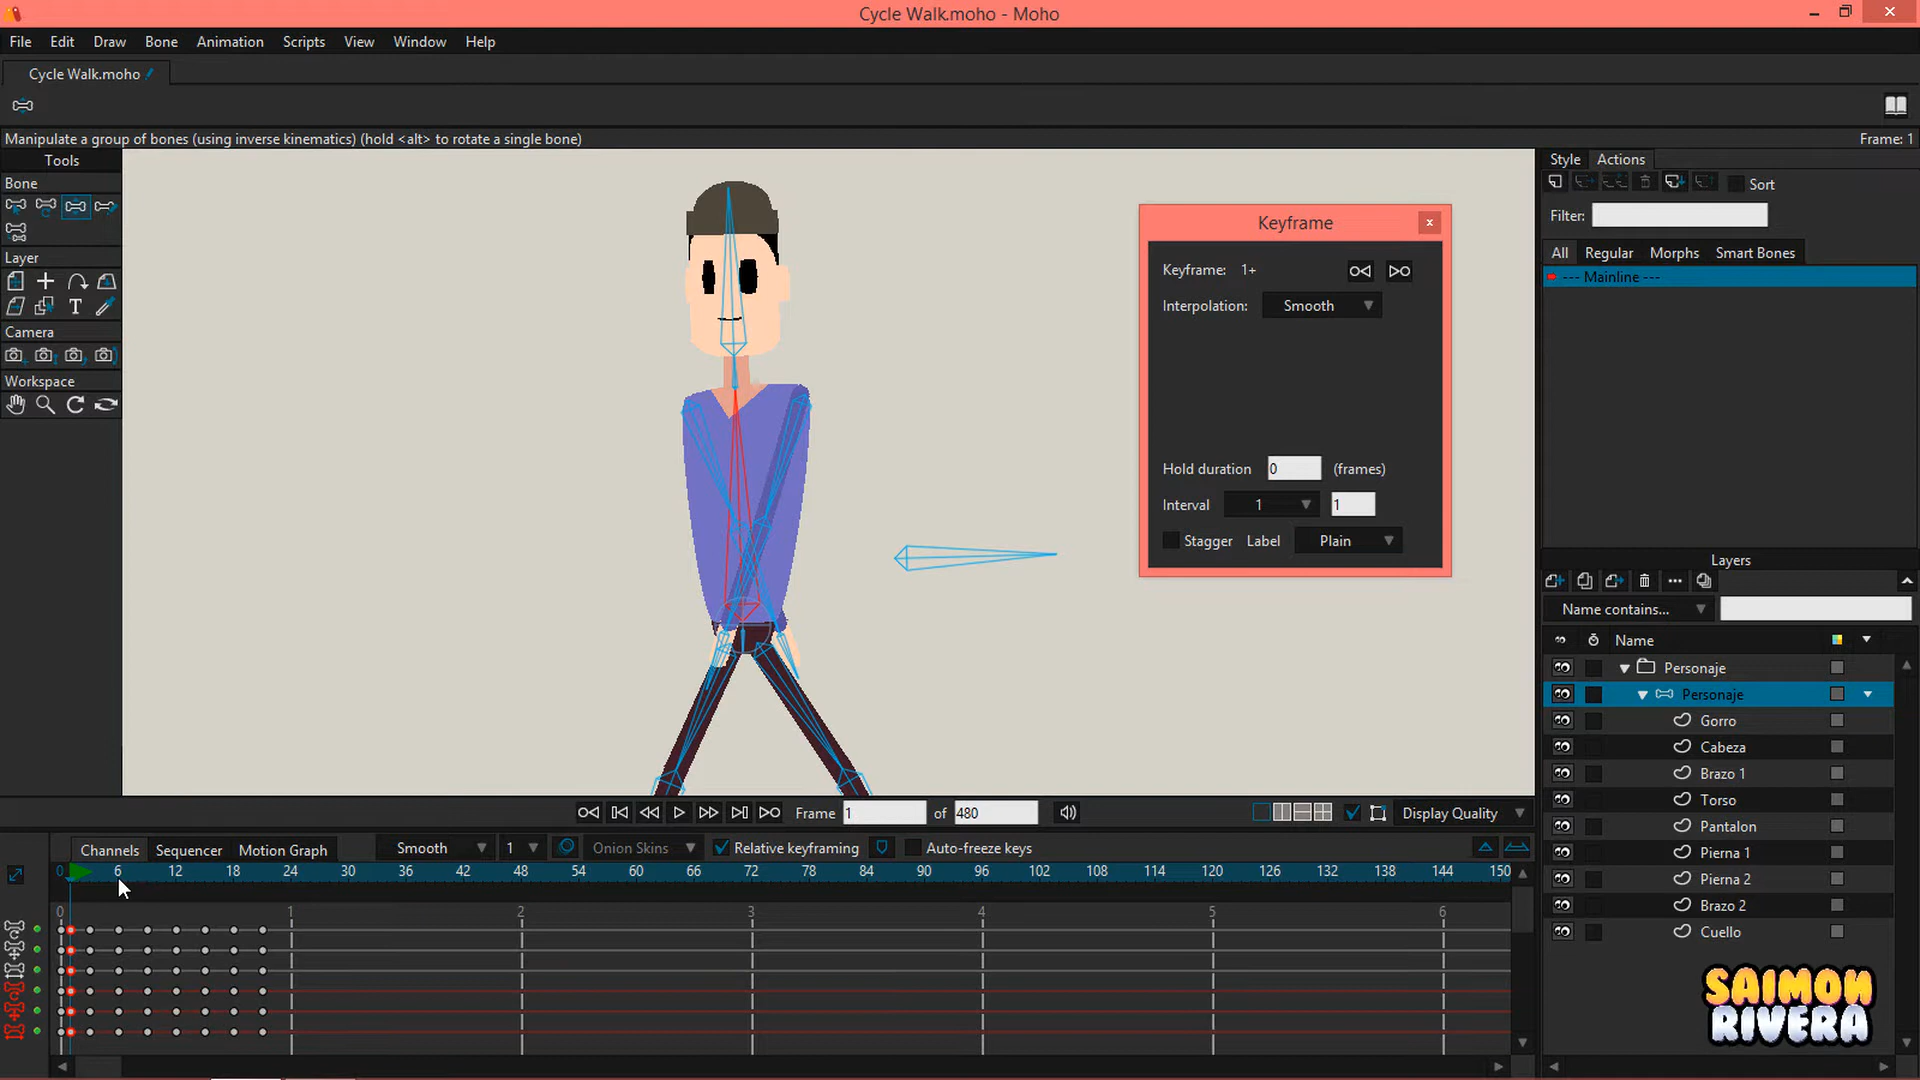 Cycle Walk.moho - Moho
File Edit Draw Bone Animation Scripts View Window Help
Cycle Walk.moho
Manipulate a group of bones (using inverse kinematics) (hold <alt> to rotate a single bone)
Frame: 1
Tools
Bone
Layer
T
Camera
Workspace
Keyframe
Keyframe: 1+
Interpolation: Smooth
Hold duration 0 (frames)
Interval 1 1
Stagger Label Plain
Style Actions
Sort
Filter:
All Regular Morphs Smart Bones
--- Mainline ---
Layers
Name contains...
Name
Personaje
Personaje
Gorro
Cabeza
Brazo 1
Torso
Pantalon
Pierna 1
Pierna 2
Brazo 2
Cuello
SAIMON
RIVERA
Frame 1 of 480
Display Quality
Channels Sequencer Motion Graph Smooth 1 Onion Skins Relative keyframing Auto-freeze keys
0 6 12 18 24 30 36 42 48 54 60 66 72 78 84 90 96 102 108 114 120 126 132 138 144 150
0 1 2 3 4 5 6